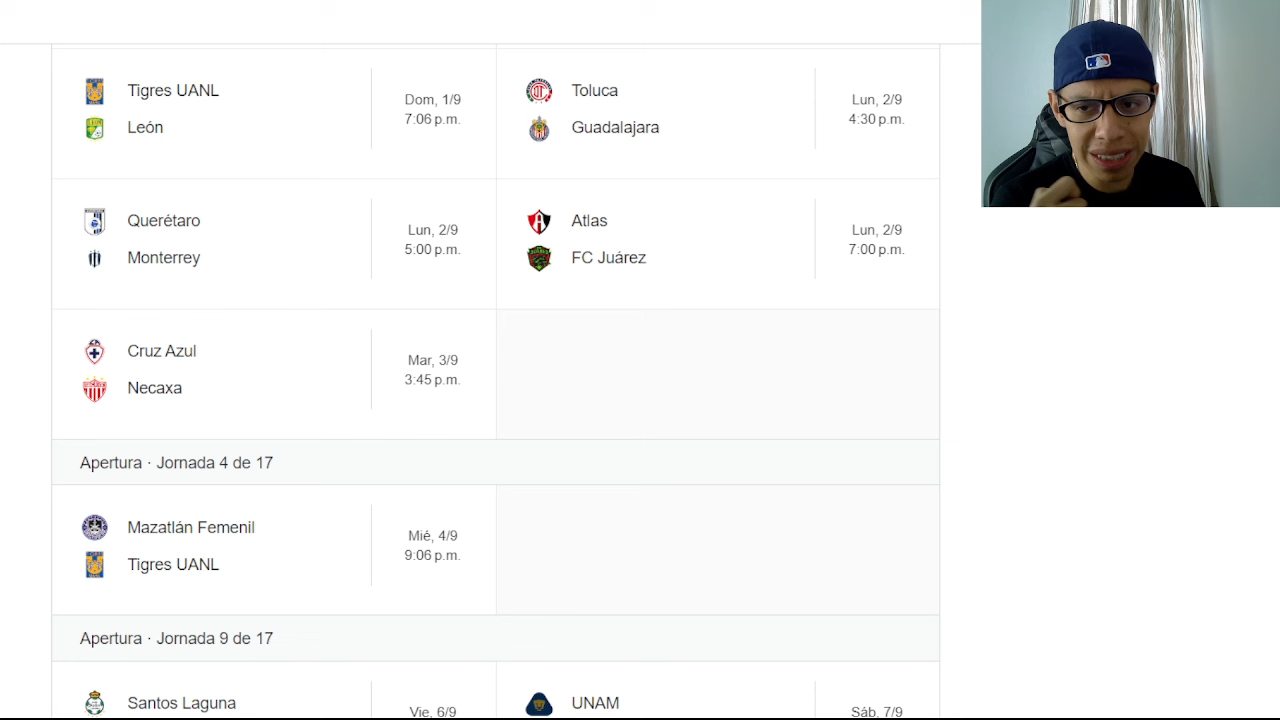 Tigres UANL
León
Dom, 1/9
7:06 p.m.
Toluca
Guadalajara
Lun, 2/9
4:30 p.m.
Querétaro
Monterrey
Lun, 2/9
5:00 p.m.
Atlas
FC Juárez
Lun, 2/9
7:00 p.m.
Cruz Azul
Necaxa
Mar, 3/9
3:45 p.m.
Apertura · Jornada 4 de 17
Mazatlán Femenil
Tigres UANL
Mié, 4/9
9:06 p.m.
Apertura · Jornada 9 de 17
Santos Laguna
Vie, 6/9
UNAM
Sáb, 7/9